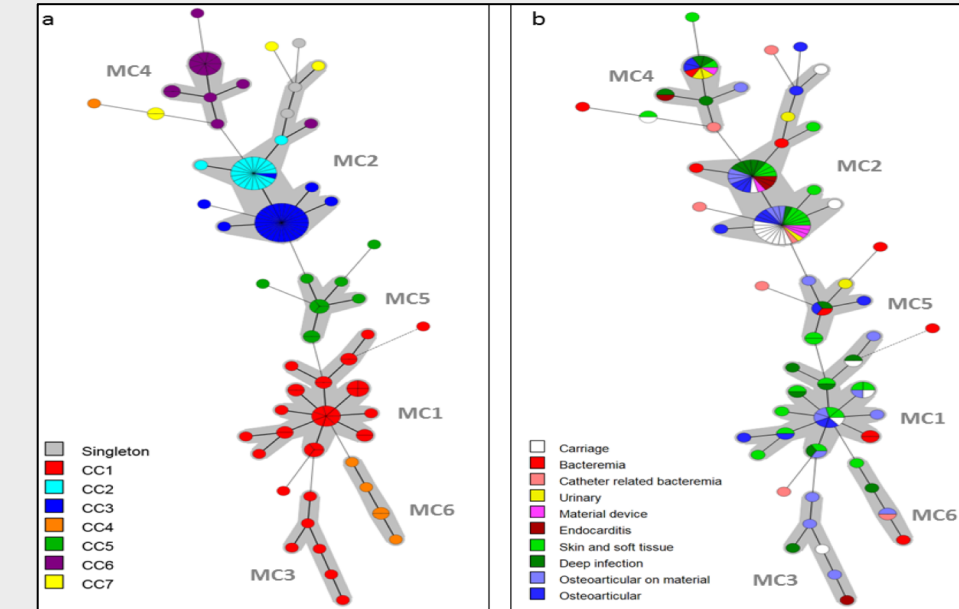 a
MC4
MC2
MC5
MC1
MC6
MC3
Singleton
CC1
CC2
CC3
CC4
CC5
CC6
CC7
b
MC4
MC2
MC5
MC1
MC6
MC3
Carriage
Bacteremia
Catheter related bacteremia
Urinary
Material device
Endocarditis
Skin and soft tissue
Deep infection
Osteoarticular on material
Osteoarticular